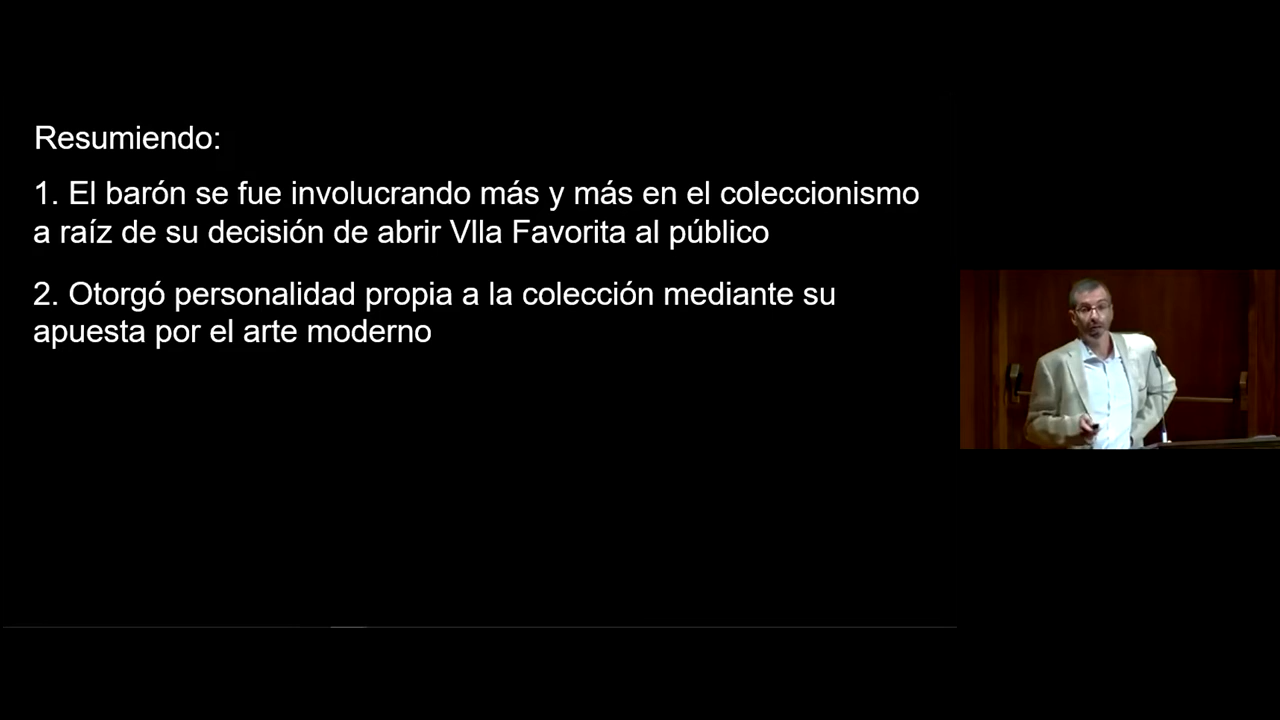 Resumiendo:
1. El barón se fue involucrando más y más en el coleccionismo
a raíz de su decisión de abrir Vlla Favorita al público
2. Otorgó personalidad propia a la colección mediante su
apuesta por el arte moderno